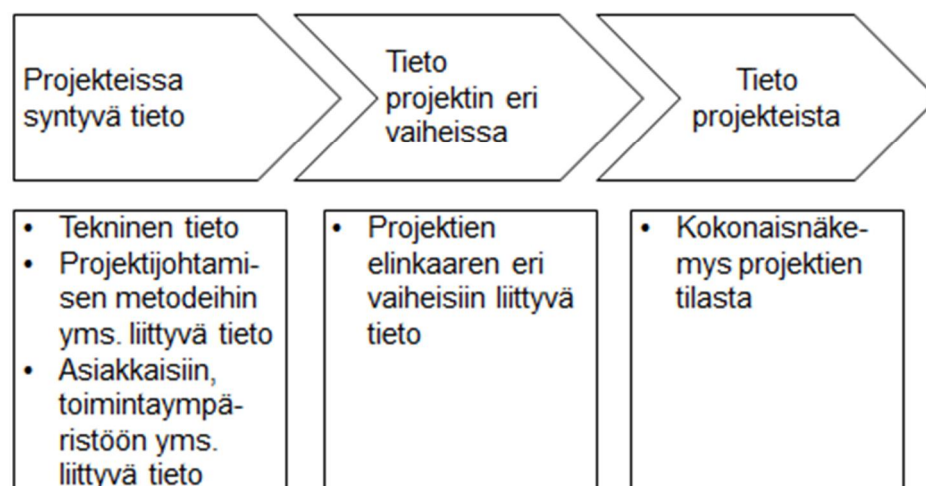 Projekteissa
syntyvä tieto
Tieto
projektin eri
vaiheissa
Tieto
projekteista
• Tekninen tieto
• Projektijohtami-
sen metodeihin
yms. liittyvä tieto
• Asiakkaisiin,
toimintaympä-
ristöön yms.
liittyvä tieto
• Projektien
elinkaaren eri
vaiheisiin liittyvä
tieto
• Kokonaisnäke-
mys projektien
tilasta